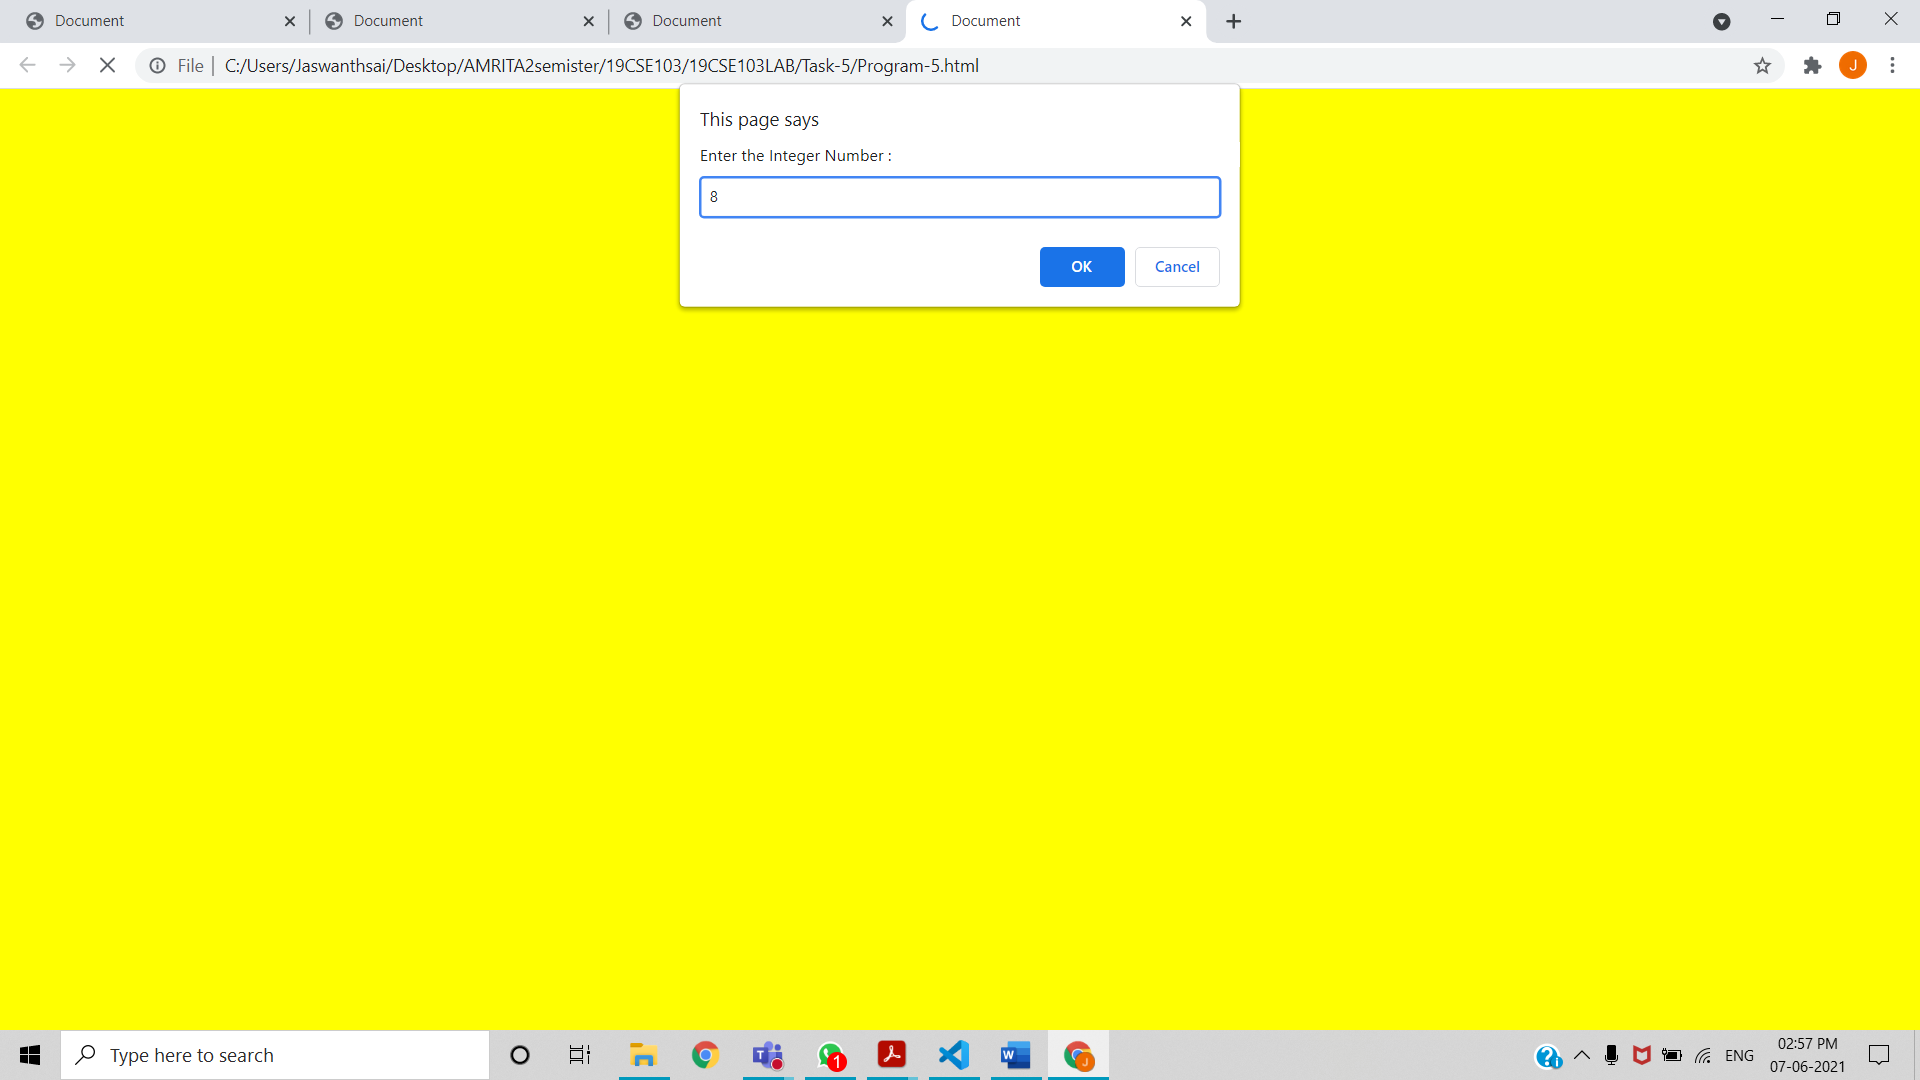 Document
Document
Document
Document
File
C:/Users/Jaswanthsai/Desktop/AMRITA2semister/19CSE103/19CSE103LAB/Task-5/Program-5.html
J
This page says
Enter the Integer Number :
8
OK
Cancel
Type here to search
T
1
W
J
ENG
02:57 PM
07-06-2021